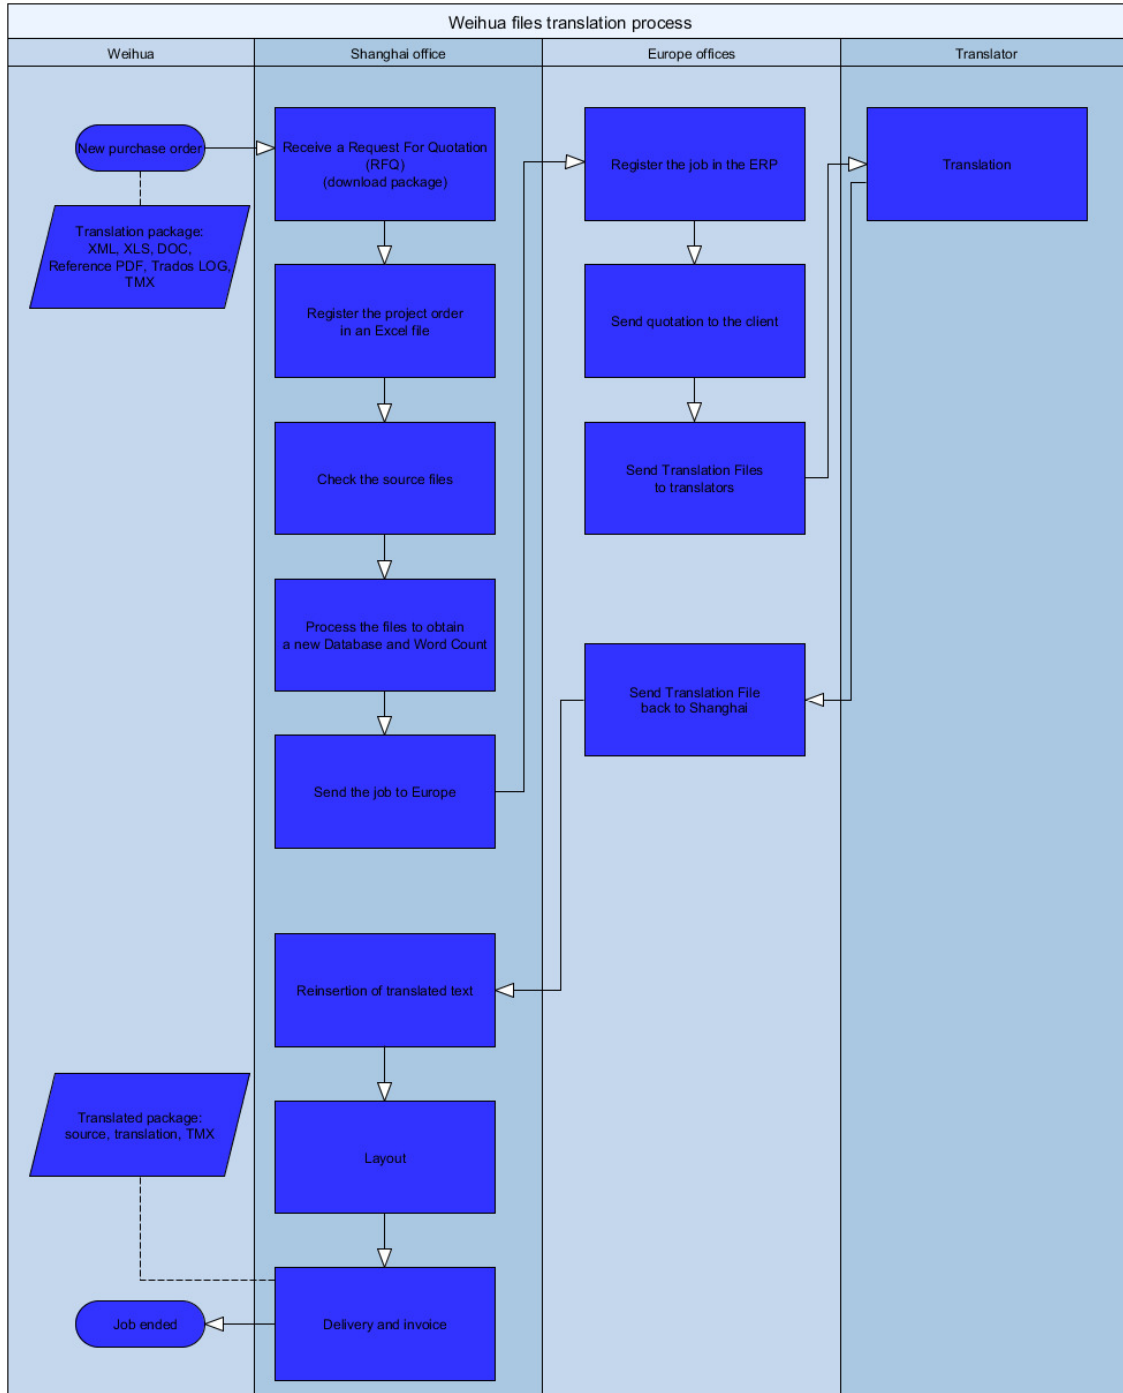 Weihua files translation process
Weihua
Shanghai office
Europe offices
Translator
New purchase order
Translation package:
XML, XLS, DOC,
Reference PDF, Trados LOG,
TMX
Receive a Request For Quotation
(RFQ)
(download package)
Register the project order
in an Excel file
Check the source files
Process the files to obtain
a new Database and Word Count
Send the job to Europe
Register the job in the ERP
Send quotation to the client
Send Translation Files
to translators
Translation
Send Translation File
back to Shanghai
Reinsertion of translated text
Layout
Translated package:
source, translation, TMX
Delivery and invoice
Job ended